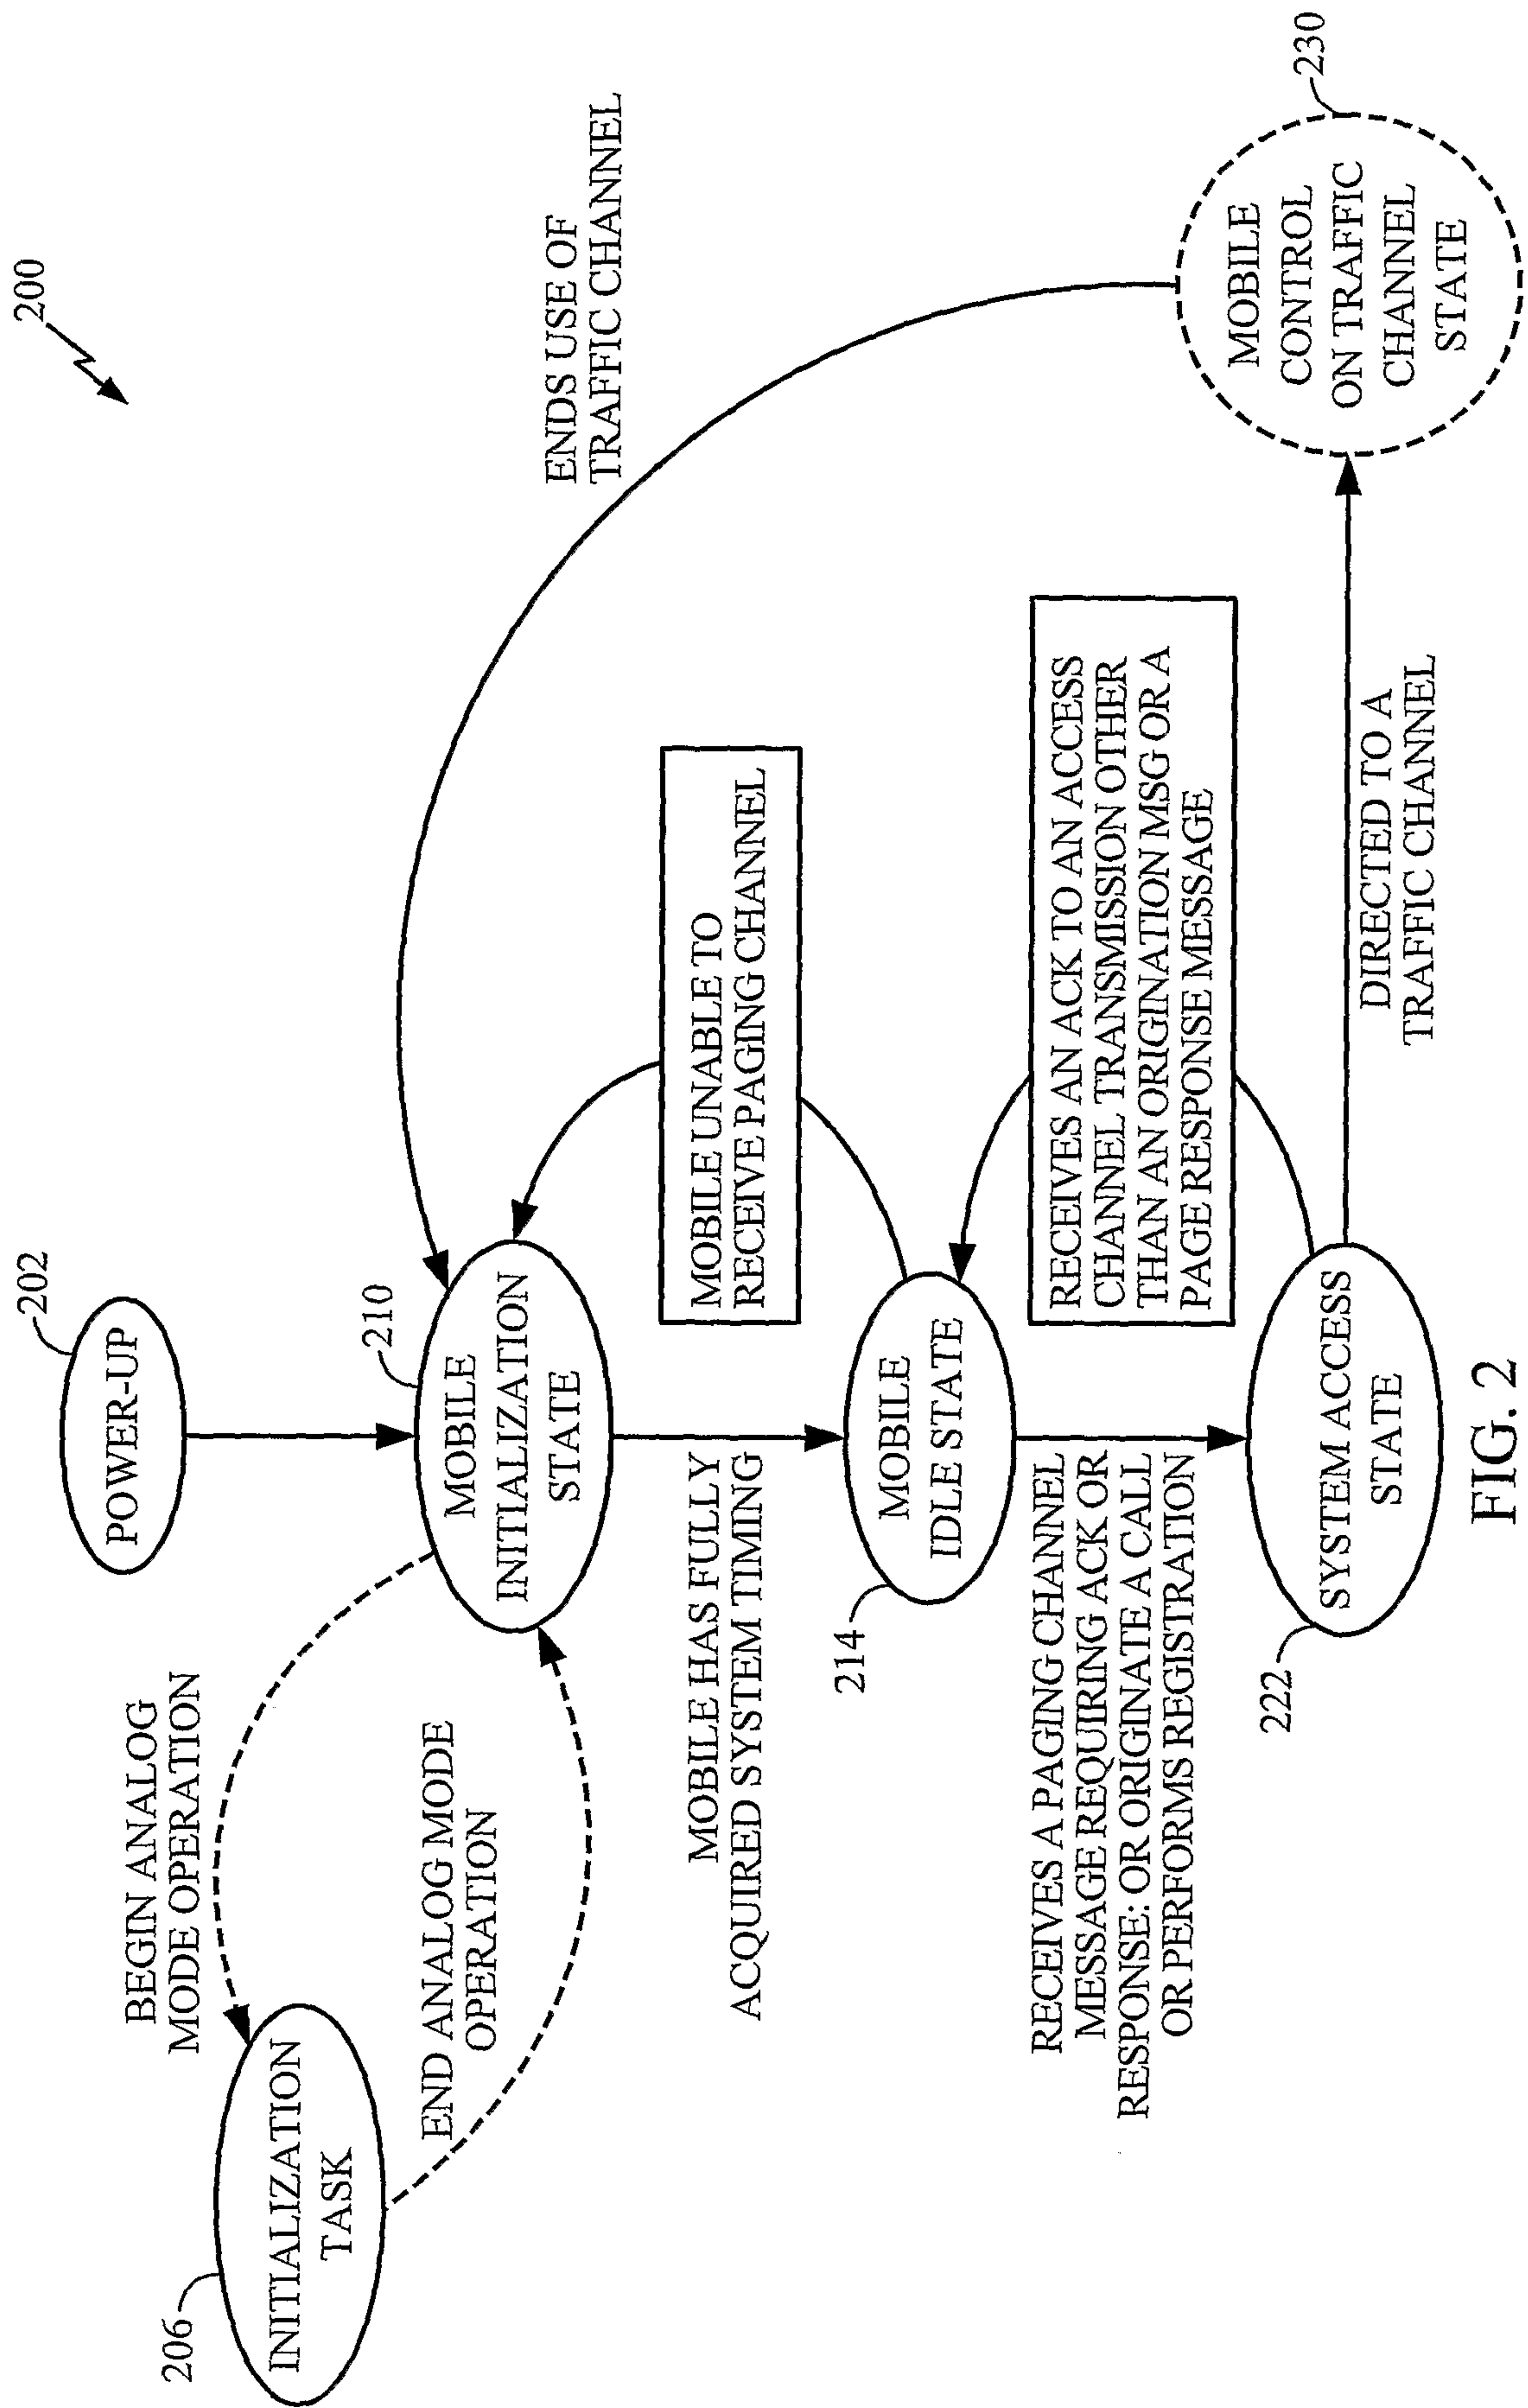 200
202
POWER-UP
206
INITIALIZATION
TASK
BEGIN ANALOG
MODE OPERATION
END ANALOG MODE
OPERATION
210
MOBILE
INITIALIZATION
STATE
ENDS USE OF
TRAFFIC CHANNEL
MOBILE HAS FULLY
ACQUIRED SYSTEM TIMING
MOBILE UNABLE TO
RECEIVE PAGING CHANNEL
214
MOBILE
IDLE STATE
RECEIVES A PAGING CHANNEL
MESSAGE REQUIRING ACK OR
RESPONSE: OR ORIGINATE A CALL
OR PERFORMS REGISTRATION
RECEIVES AN ACK TO AN ACCESS
CHANNEL TRANSMISSION OTHER
THAN AN ORIGINATION MSG OR A
PAGE RESPONSE MESSAGE
222
SYSTEM ACCESS
STATE
DIRECTED TO A
TRAFFIC CHANNEL
230
MOBILE
CONTROL
ON TRAFFIC
CHANNEL
STATE
FIG. 2